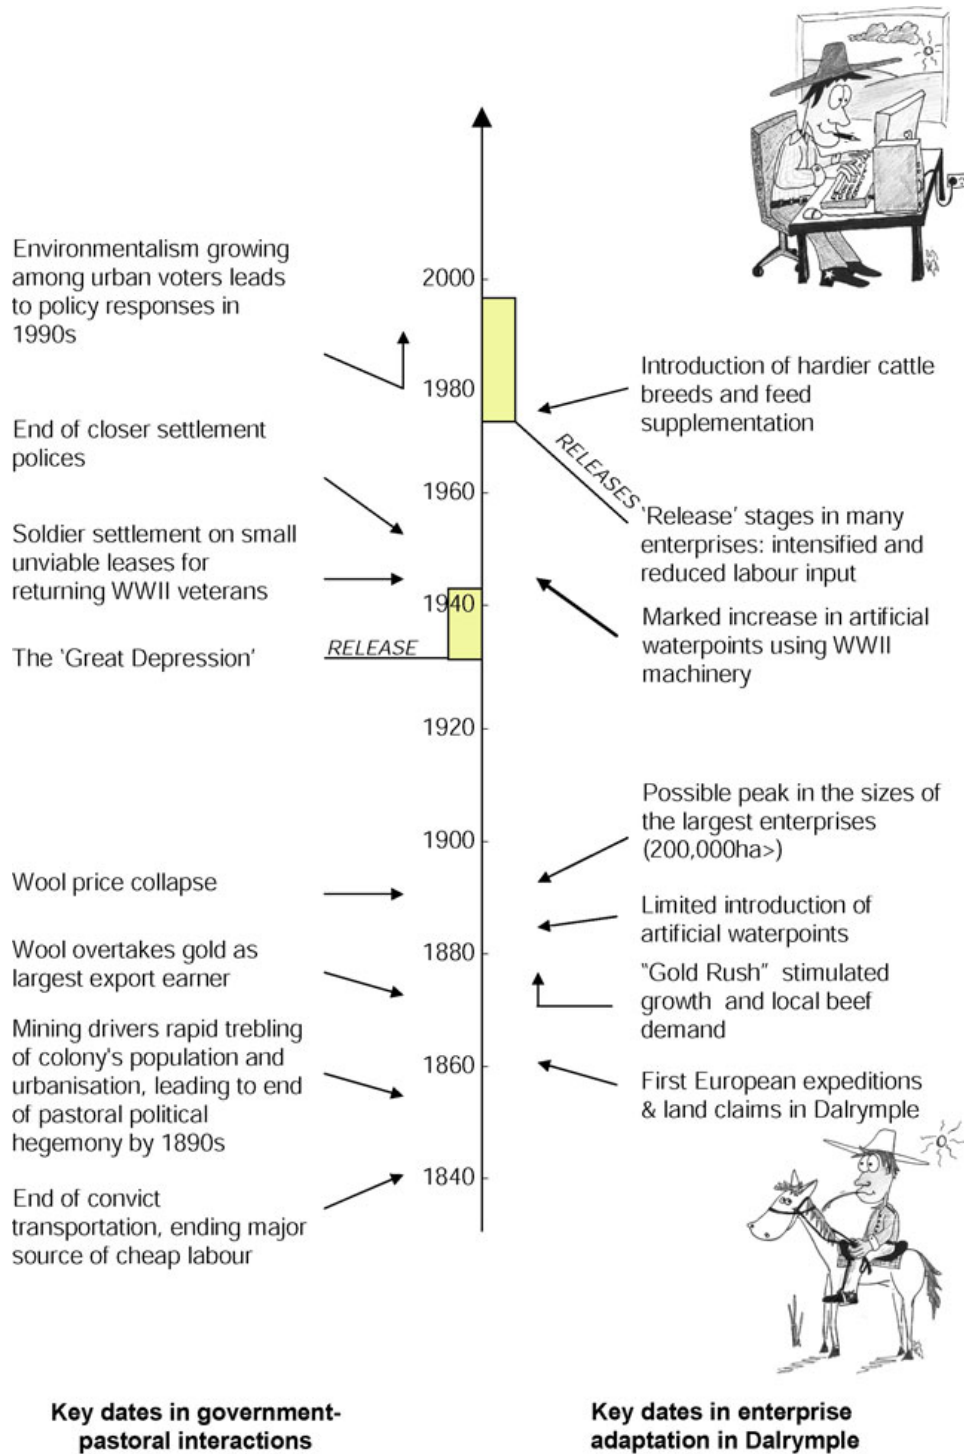 Environmentalism growing
among urban voters leads
to policy responses in
1990s
End of closer settlement
polices
Soldier settlement on small
unviable leases for
returning WWII veterans
The ‘Great Depression’
RELEASE
Wool price collapse
Wool overtakes gold as
largest export earner
Mining drivers rapid trebling
of colony's population and
urbanisation, leading to end
of pastoral political
hegemony by 1890s
End of convict
transportation, ending major
source of cheap labour
2000
1980
1960
1940
1920
1900
1880
1860
1840
Introduction of hardier cattle
breeds and feed
supplementation
RELEASES
‘Release’ stages in many
enterprises: intensified and
reduced labour input
Marked increase in artificial
waterpoints using WWII
machinery
Possible peak in the sizes of
the largest enterprises
(200,000ha>)
Limited introduction of
artificial waterpoints
“Gold Rush” stimulated
growth and local beef
demand
First European expeditions
& land claims in Dalrymple
Key dates in government-
pastoral interactions
Key dates in enterprise
adaptation in Dalrymple